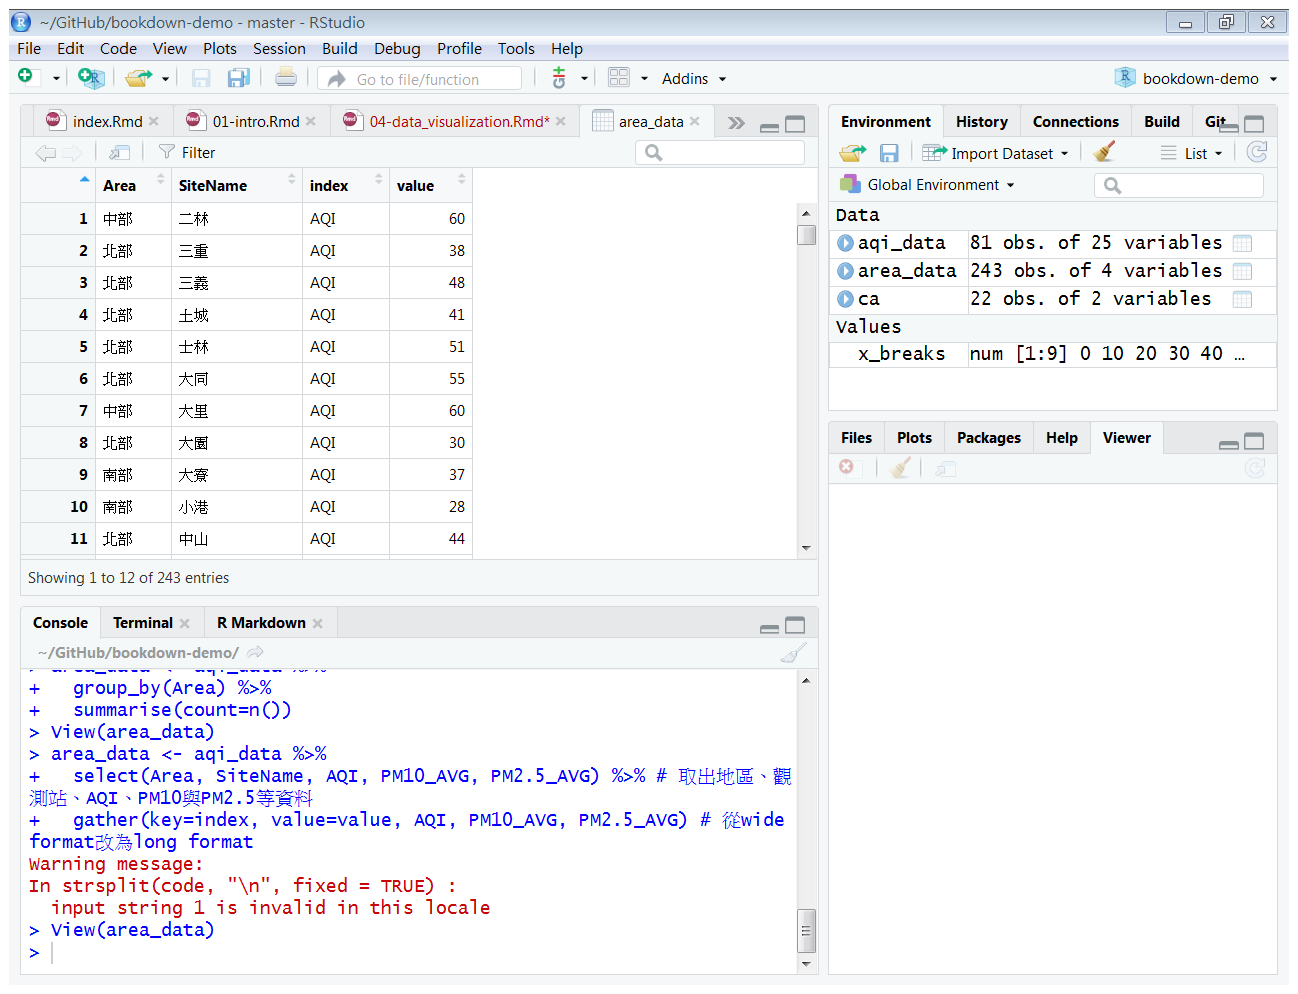 ~/GitHub/bookdown-demo - master - RStudio
File Edit Code View Plots Session Build Debug Profile Tools Help
Go to file/function Addins bookdown-demo
index.Rmd 01-intro.Rmd 04-data_visualization.Rmd* area_data
Filter
Area SiteName index value
1 中部 二林 AQI 60
2 北部 三重 AQI 38
3 北部 三義 AQI 48
4 北部 土城 AQI 41
5 北部 士林 AQI 51
6 北部 大同 AQI 55
7 中部 大里 AQI 60
8 北部 大園 AQI 30
9 南部 大寮 AQI 37
10 南部 小港 AQI 28
11 北部 中山 AQI 44
Showing 1 to 12 of 243 entries
Console Terminal R Markdown
~/GitHub/bookdown-demo/
> area_data <- aqi_data %>%
+   group_by(Area) %>%
+   summarise(count=n())
> View(area_data)
> area_data <- aqi_data %>%
+   select(Area, SiteName, AQI, PM10_AVG, PM2.5_AVG) %>% # 取出地區、觀
測站、AQI、PM10與PM2.5等資料
+   gather(key=index, value=value, AQI, PM10_AVG, PM2.5_AVG) # 從wide
format改為long format
Warning message:
In strsplit(code, "\n", fixed = TRUE) :
  input string 1 is invalid in this locale
> View(area_data)
>
Environment History Connections Build Git
Import Dataset List
Global Environment
Data
aqi_data 81 obs. of 25 variables
area_data 243 obs. of 4 variables
ca 22 obs. of 2 variables
Values
x_breaks num [1:9] 0 10 20 30 40 …
Files Plots Packages Help Viewer